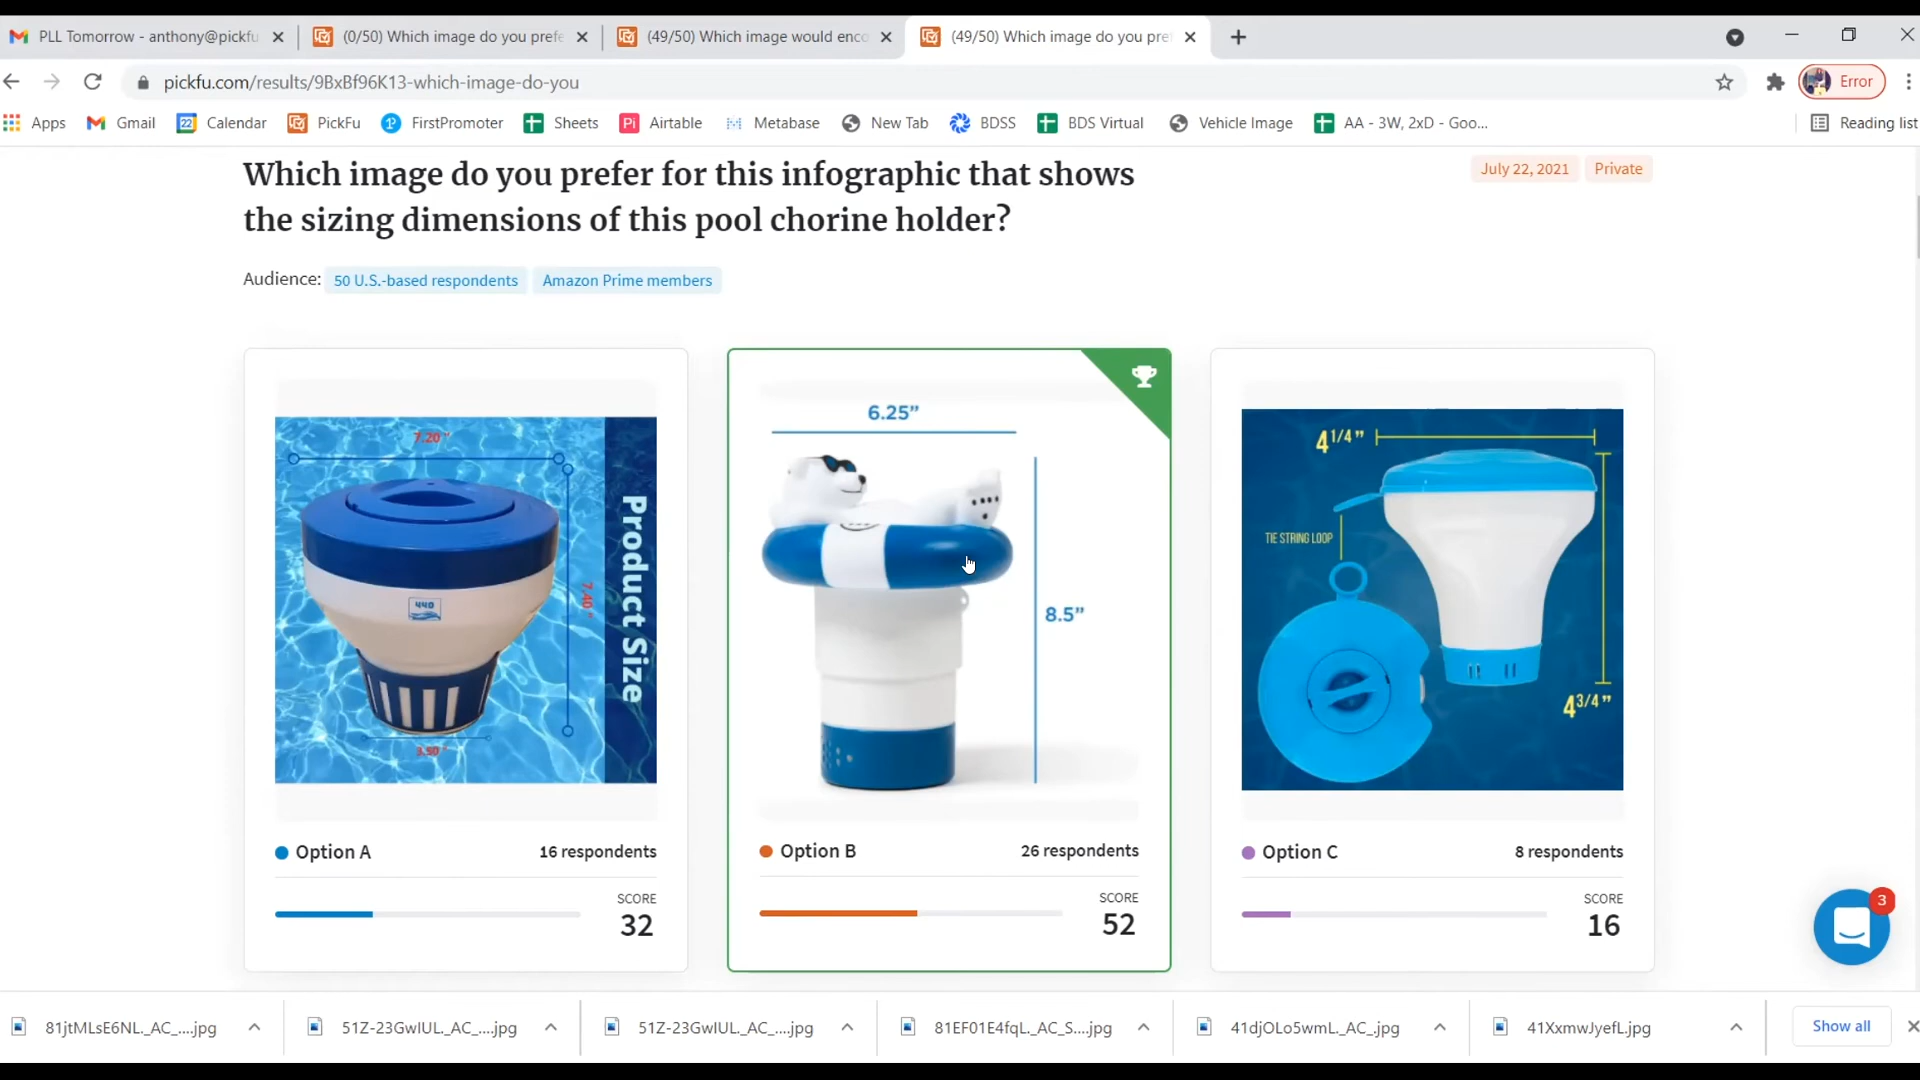 PLL Tomorrow - anthony@pickfu
(0/50) Which image do you prefe
(49/50) Which image would enco
(49/50) Which image do you pre
pickfu.com/results/9BxBf96K13-which-image-do-you
Error
Apps
Gmail
22
Calendar
PickFu
FirstPromoter
Sheets
Pi
Airtable
Metabase
New Tab
BDSS
BDS Virtual
Vehicle Image
AA - 3W, 2xD - Goo...
Reading list
Which image do you prefer for this infographic that shows
the sizing dimensions of this pool chorine holder?
July 22, 2021
Private
Audience:
50 U.S.-based respondents
Amazon Prime members
7.20 "
7.40 "
440
3.90 "
Product Size
6.25”
8.5”
4 1/4 ”
TIE STRING LOOP
4 3/4 ”
Option A
16 respondents
SCORE
32
Option B
26 respondents
SCORE
52
Option C
8 respondents
SCORE
16
3
81jtMLsE6NL._AC_....jpg
51Z-23GwIUL._AC_....jpg
51Z-23GwIUL._AC_....jpg
81EF01E4fqL._AC_S....jpg
41djOLo5wmL._AC_.jpg
41XxmwJyefL.jpg
Show all